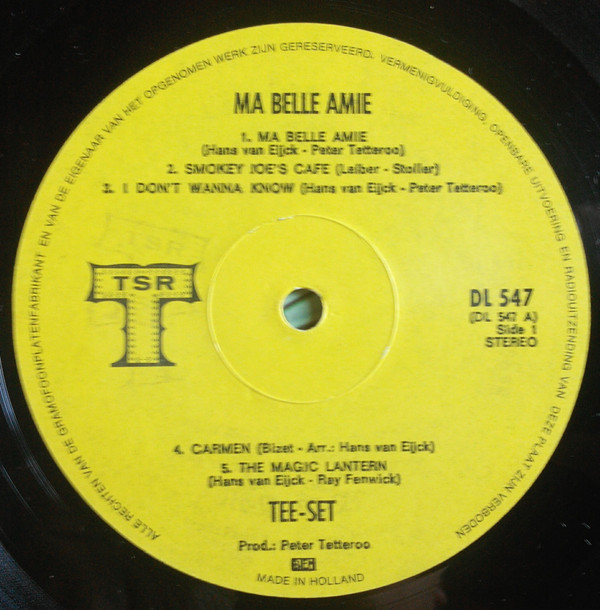 ALLE RECHTEN VAN DE GRAMOFOONPLATENFABRIKANT EN VAN DE EIGENAAR VAN HET OPGENOMEN WERK ZIJN GERESERVEERD. VERMENIGVULDIGING, OPENBARE UITVOERING EN RADIOUITZENDING VAN DEZE PLAAT ZIJN VERBODEN
MA BELLE AMIE
1. MA BELLE AMIE
(Hans van Eijck - Peter Tetteroo)
2. SMOKEY JOE'S CAFE (Leiber - Stoller)
3. I DON'T WANNA KNOW (Hans van Eijck - Peter Tetteroo)
TSR
DL 547
(DL 547 A)
Side 1
STEREO
4. CARMEN (Bizet - Arr.: Hans van Eijck)
5. THE MAGIC LANTERN
(Hans van Eijck - Ray Fenwick)
TEE-SET
Prod.: Peter Tetteroo
MADE IN HOLLAND